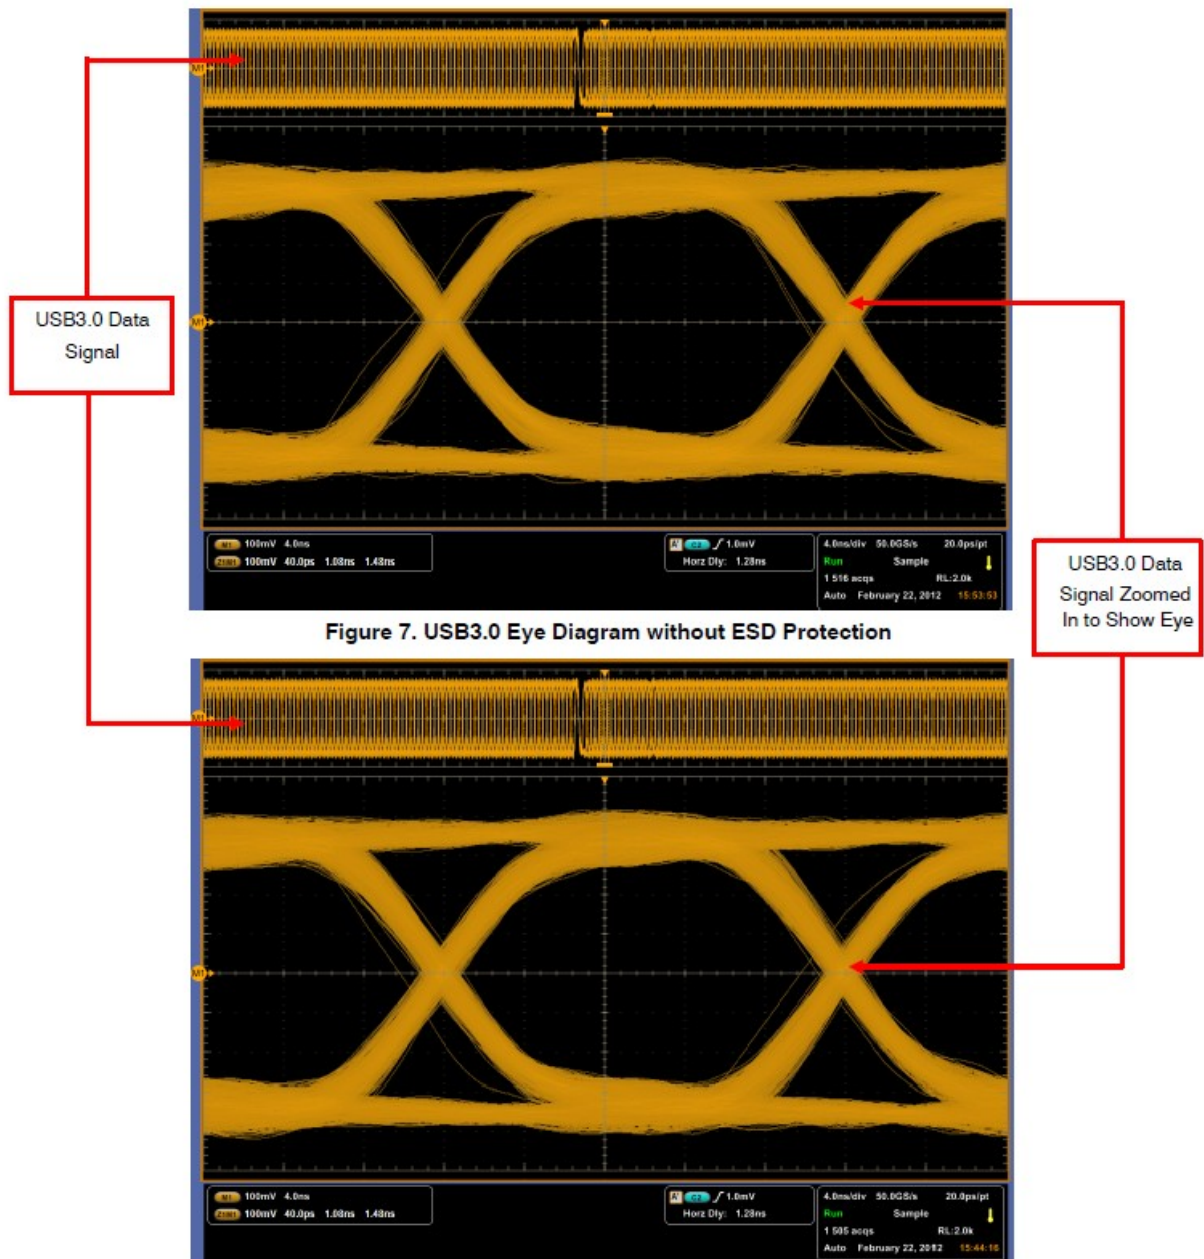 M1
USB3.0 Data
Signal
M1
M1 100mV 4.0ns
Z1M1 100mV 40.0ps 1.08ns 1.48ns
A' C2 1.0mV
Horz Dly: 1.28ns
4.0ns/div 50.0GS/s 20.0ps/pt
Run Sample
1 516 acqs RL:2.0k
Auto February 22, 2012 15:53:53
USB3.0 Data
Signal Zoomed
In to Show Eye
Figure 7. USB3.0 Eye Diagram without ESD Protection
M1
M1
M1 100mV 4.0ns
Z1M1 100mV 40.0ps 1.08ns 1.48ns
A' C2 1.0mV
Horz Dly: 1.28ns
4.0ns/div 50.0GS/s 20.0ps/pt
Run Sample
1 505 acqs RL:2.0k
Auto February 22, 2012 15:44:16